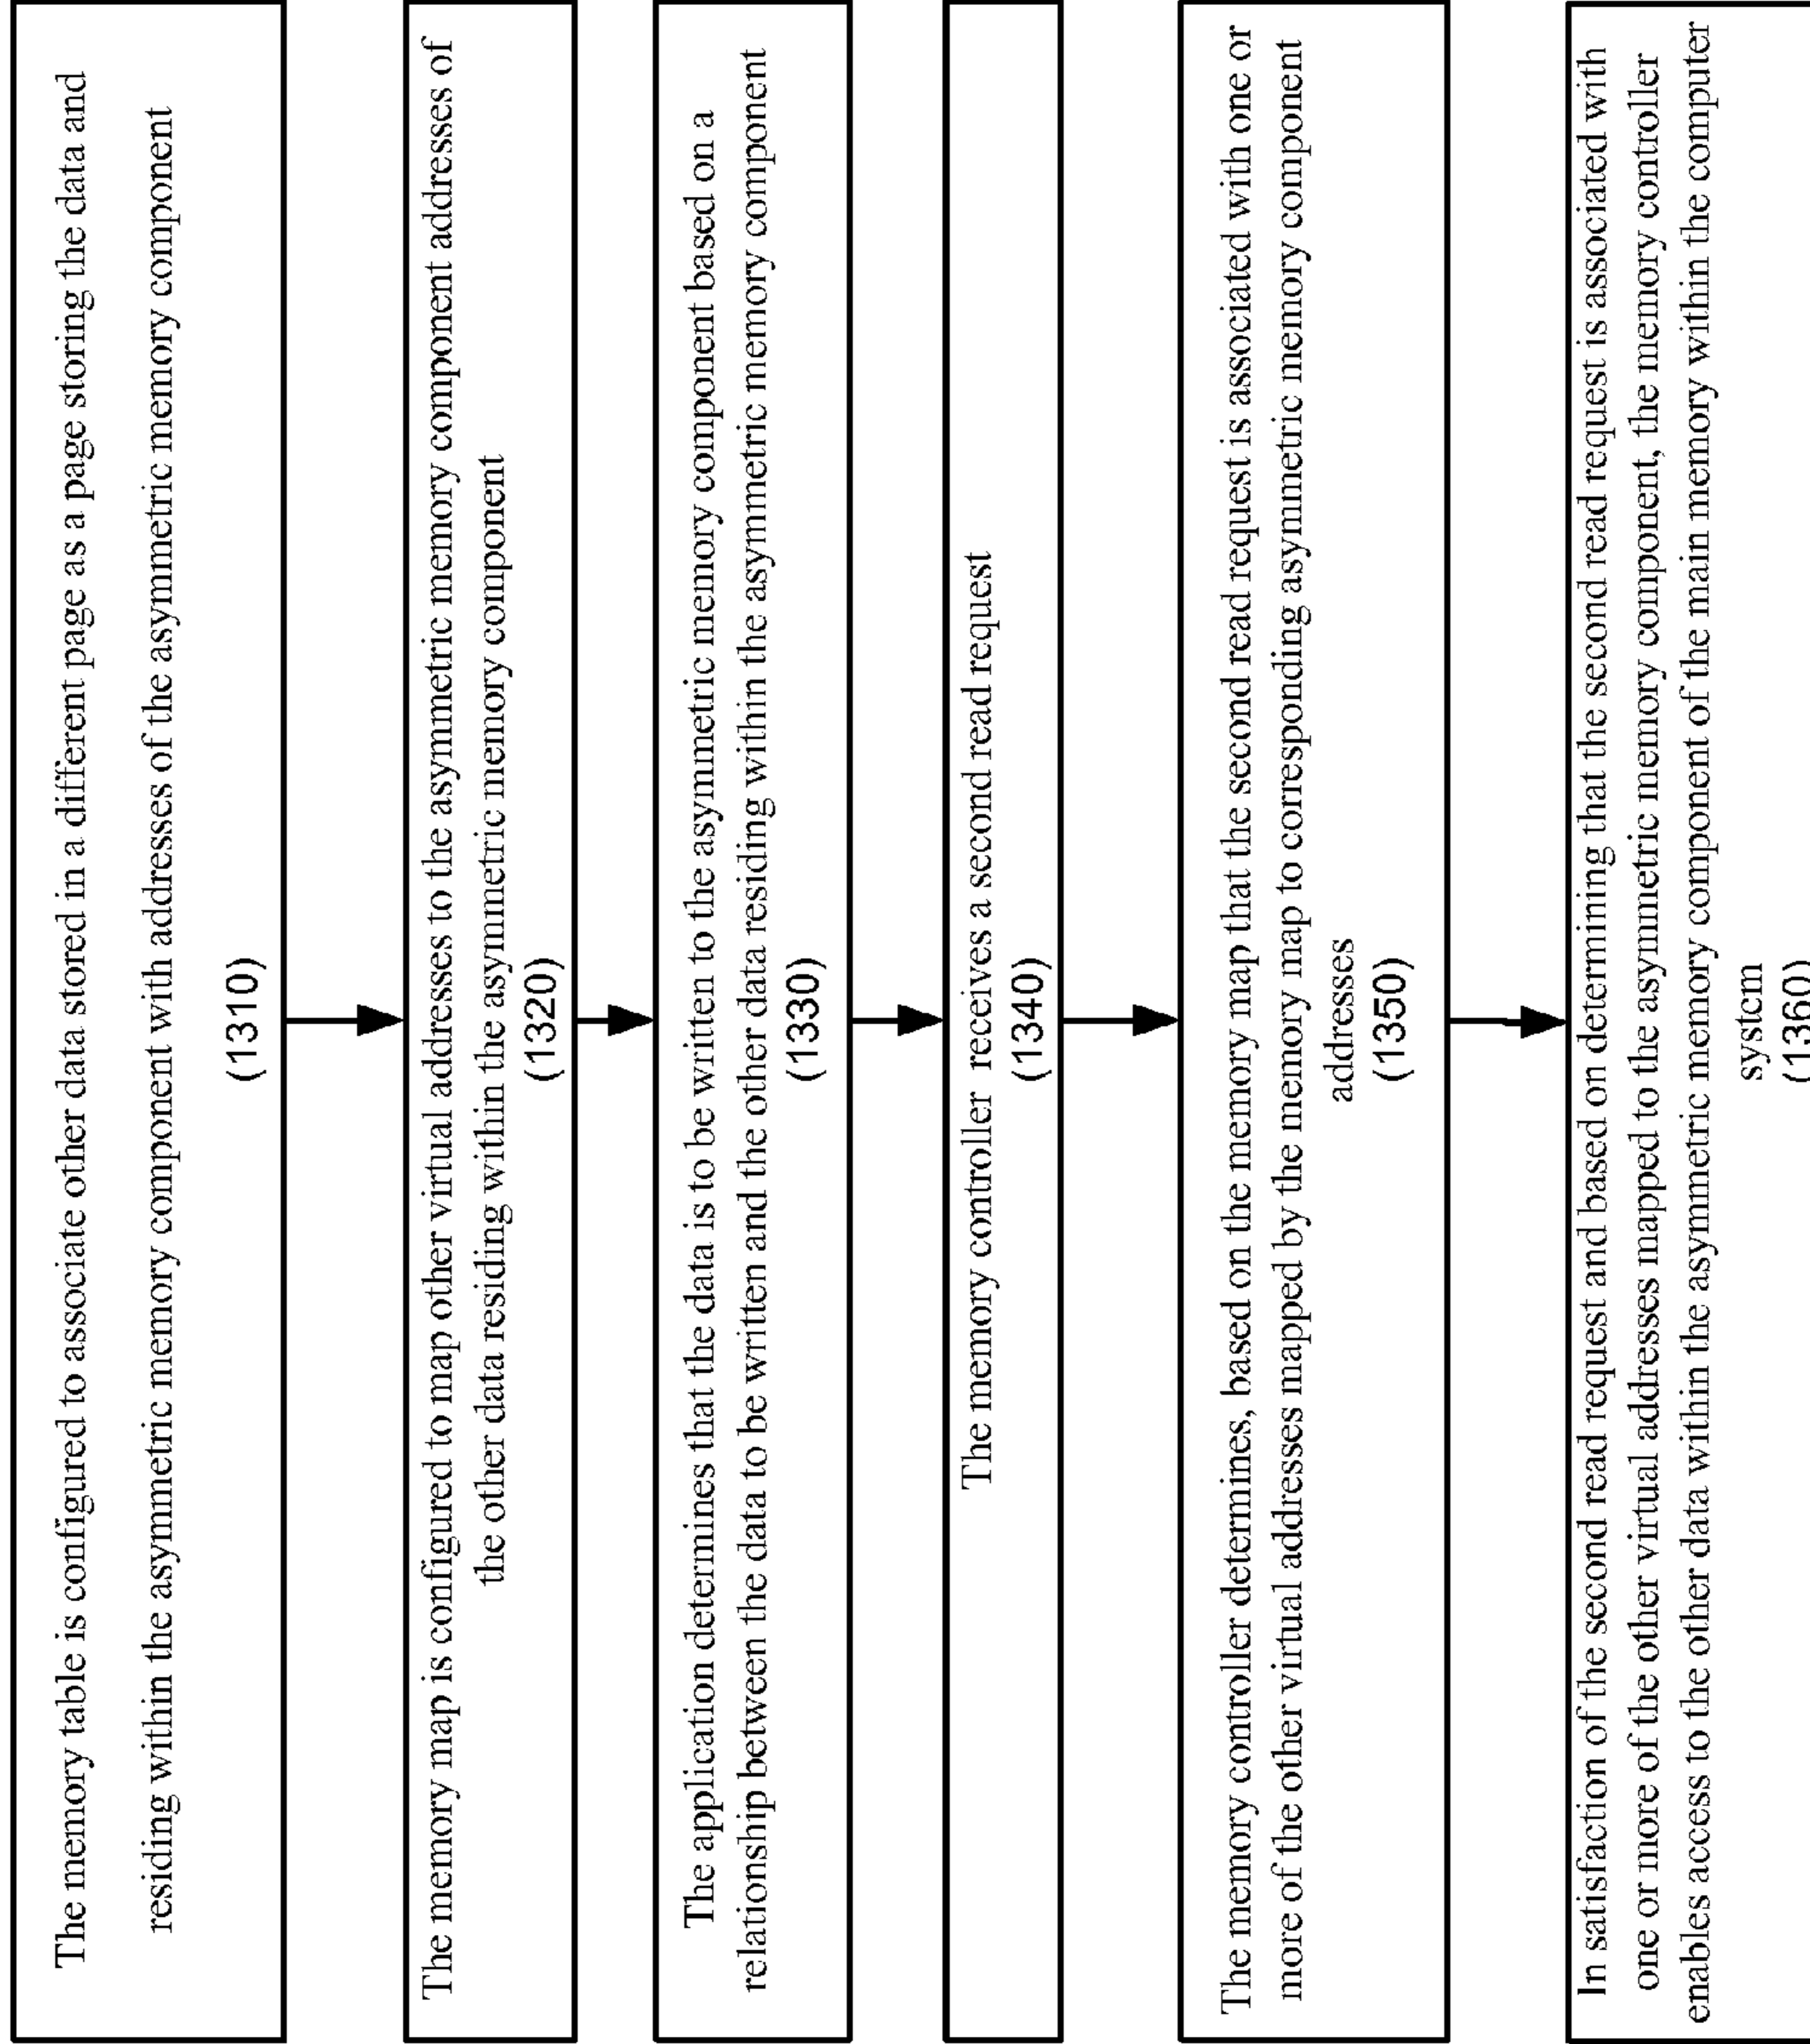 The memory table is configured to associate other data stored in a different page as a page storing the data and
residing within the asymmetric memory component with addresses of the asymmetric memory component
(1310)
The memory map is configured to map other virtual addresses to the asymmetric memory component addresses of
the other data residing within the asymmetric memory component
(1320)
The application determines that the data is to be written to the asymmetric memory component based on a
relationship between the data to be written and the other data residing within the asymmetric memory component
(1330)
The memory controller receives a second read request
(1340)
The memory controller determines, based on the memory map that the second read request is associated with one or
more of the other virtual addresses mapped by the memory map to corresponding asymmetric memory component
addresses
(1350)
In satisfaction of the second read request and based on determining that the second read request is associated with
one or more of the other virtual addresses mapped to the asymmetric memory component, the memory controller
enables access to the other data within the asymmetric memory component of the main memory within the computer
system
(1360)